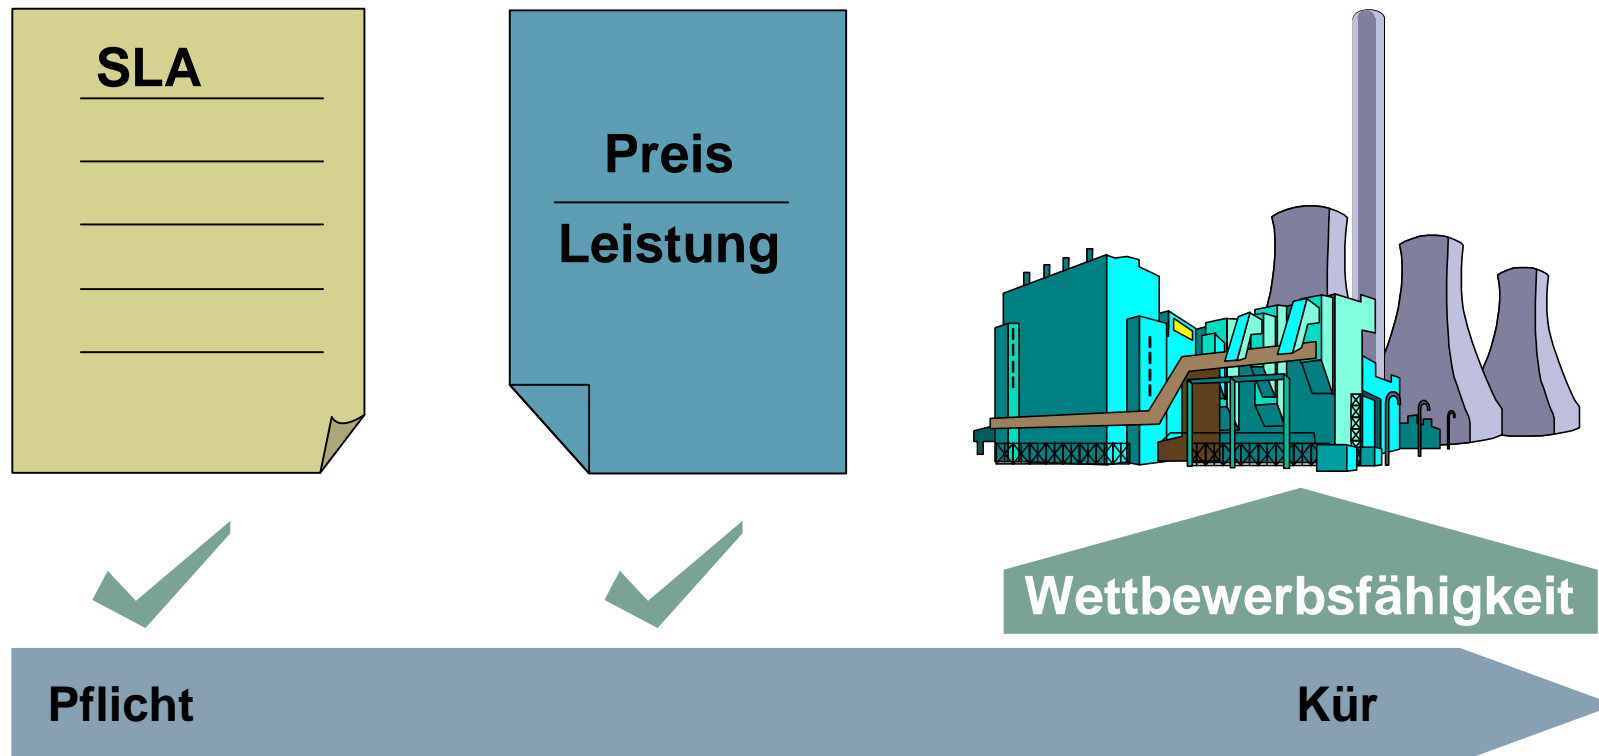 SLA
Preis
Leistung
Wettbewerbsfähigkeit
Pflicht
Kür